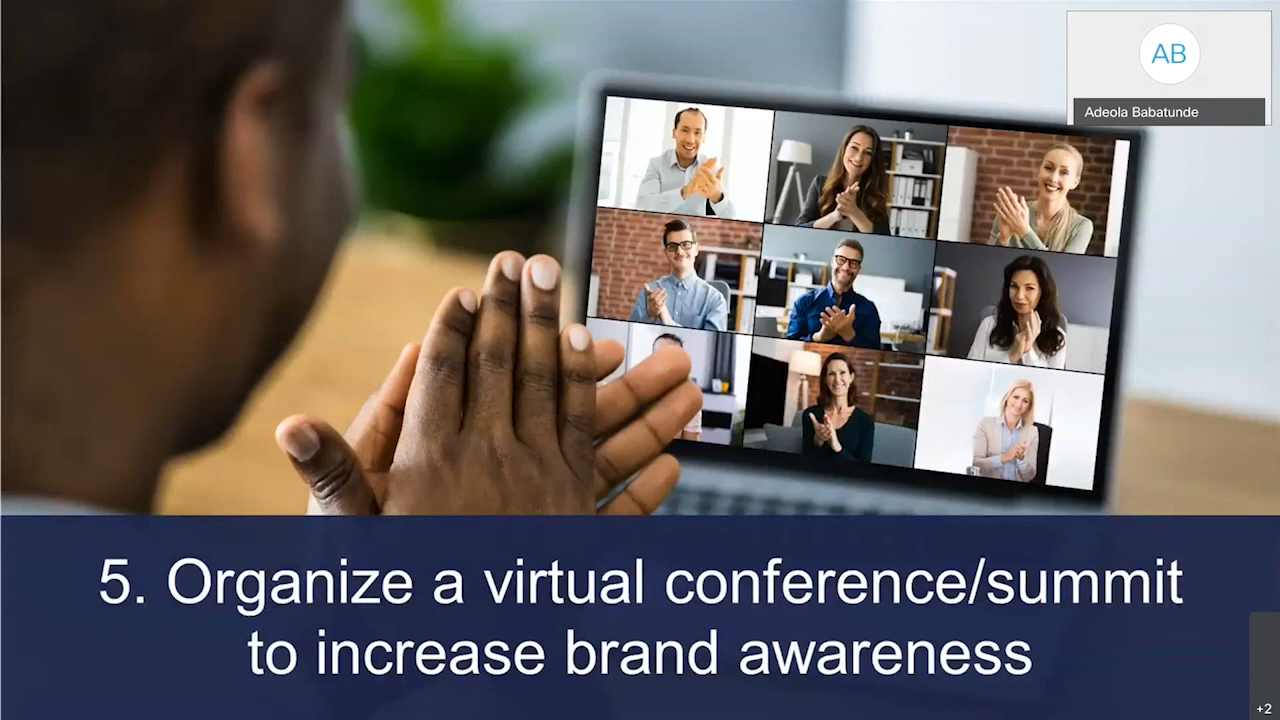 AB
Adeola Babatunde
5. Organize a virtual conference/summit
to increase brand awareness
+2